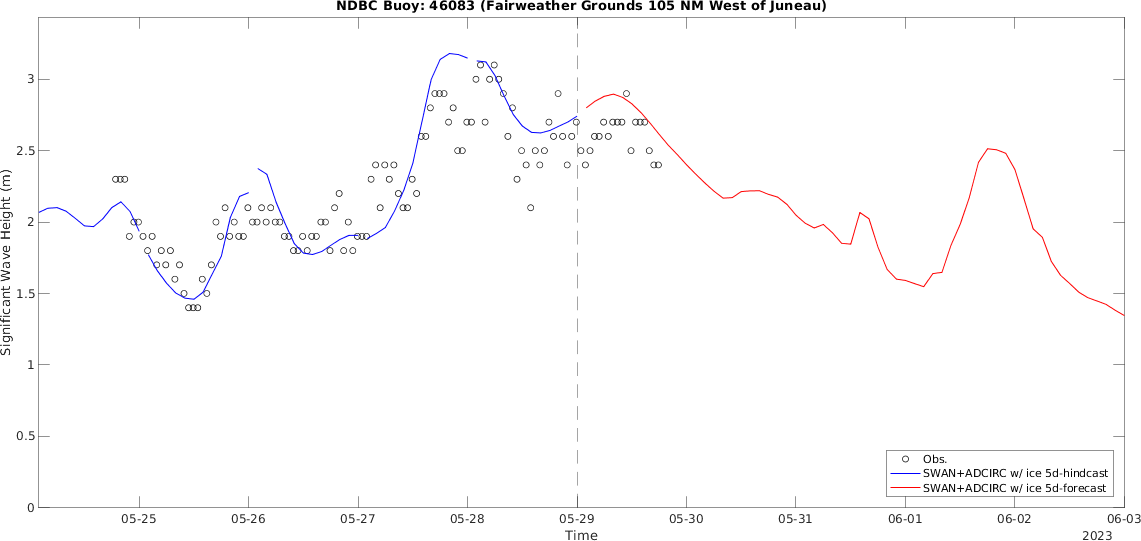 NDBC Buoy: 46083 (Fairweather Grounds 105 NM West of Juneau)
Significant Wave Height (m)
3
2.5
2
1.5
1
0.5
0
Obs.
SWAN+ADCIRC w/ ice 5d-hindcast
SWAN+ADCIRC w/ ice 5d-forecast
05-25 05-26 05-27 05-28 05-29 05-30 05-31 06-01 06-02 06-03
Time
2023